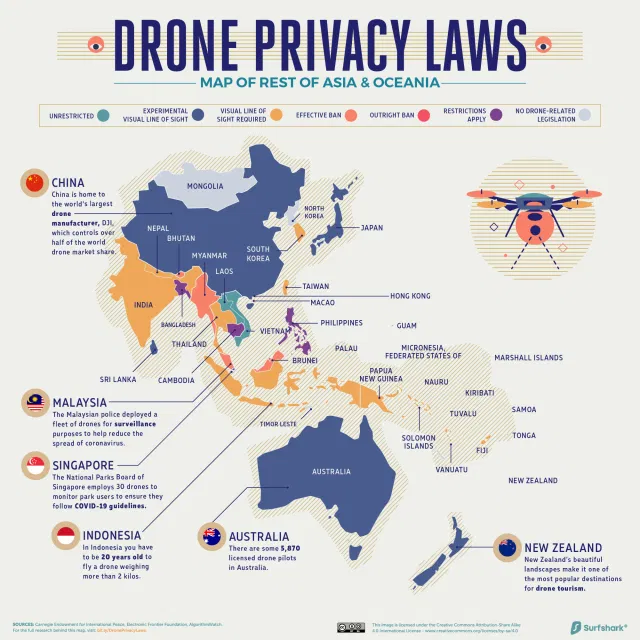 DRONE PRIVACY LAWS
MAP OF REST OF ASIA & OCEANIA
UNRESTRICTED
EXPERIMENTAL
VISUAL LINE OF SIGHT
VISUAL LINE OF
SIGHT REQUIRED
EFFECTIVE BAN
OUTRIGHT BAN
RESTRICTIONS
APPLY
NO DRONE-RELATED
LEGISLATION
CHINA
China is home to
the world's largest
drone
manufacturer, DJI,
which controls over
half of the world
drone market share.
MONGOLIA
NORTH
KOREA
JAPAN
NEPAL
BHUTAN
MYANMAR
LAOS
SOUTH
KOREA
TAIWAN
MACAO
HONG KONG
INDIA
BANGLADESH
THAILAND
VIETNAM
PHILIPPINES
GUAM
SRI LANKA
CAMBODIA
BRUNEI
PALAU
MICRONESIA,
FEDERATED STATES OF
MARSHALL ISLANDS
PAPUA
NEW GUINEA
NAURU
KIRIBATI
TIMOR LESTE
SOLOMON
ISLANDS
TUVALU
SAMOA
TONGA
FIJI
VANUATU
NEW ZEALAND
AUSTRALIA
MALAYSIA
The Malaysian police deployed a
fleet of drones for surveillance
purposes to help reduce the
spread of coronavirus.
SINGAPORE
The National Parks Board of
Singapore employs 30 drones to
monitor park users to ensure they
follow COVID-19 guidelines.
INDONESIA
In Indonesia you have
to be 20 years old to
fly a drone weighing
more than 2 kilos.
AUSTRALIA
There are some 5,870
licensed drone pilots
in Australia.
NEW ZEALAND
New Zealand's beautiful
landscapes make it one of
the most popular destinations
for drone tourism.
SOURCES: Carnegie Endowment for International Peace, Electronic Frontier Foundation, AlgorithmWatch
For the full research behind this map, visit: bit.ly/DronePrivacyLaws
This image is licensed under the Creative Commons Attribution-Share Alike
4.0 International License - www.creativecommons.org/licenses/by-sa/4.0
Surfshark